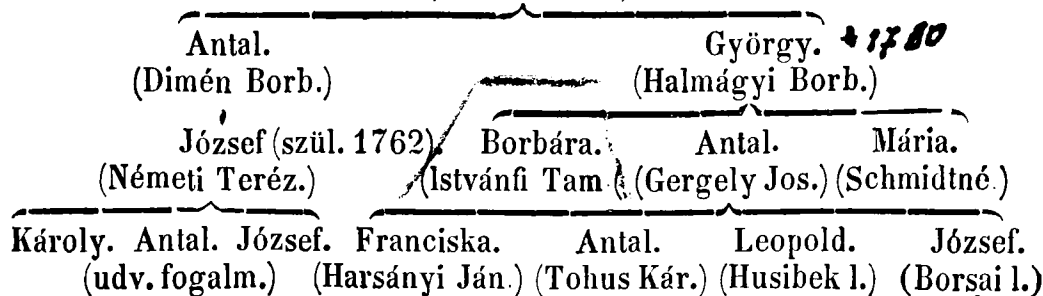 Antal. György. 1780
(Dimén Borb.) (Halmágyi Borb.)
József (szül. 1762) Borbára. Antal. Mária.
(Németi Teréz.) (Istvánfi Tam (Gergely Jos.) (Schmidtné.)
Károly. Antal. József. Franciska. Antal. Leopold. József.
(udv. fogalm.) (Harsányi Ján.) (Tohus Kár.) (Husibek l.) (Borsai l.)